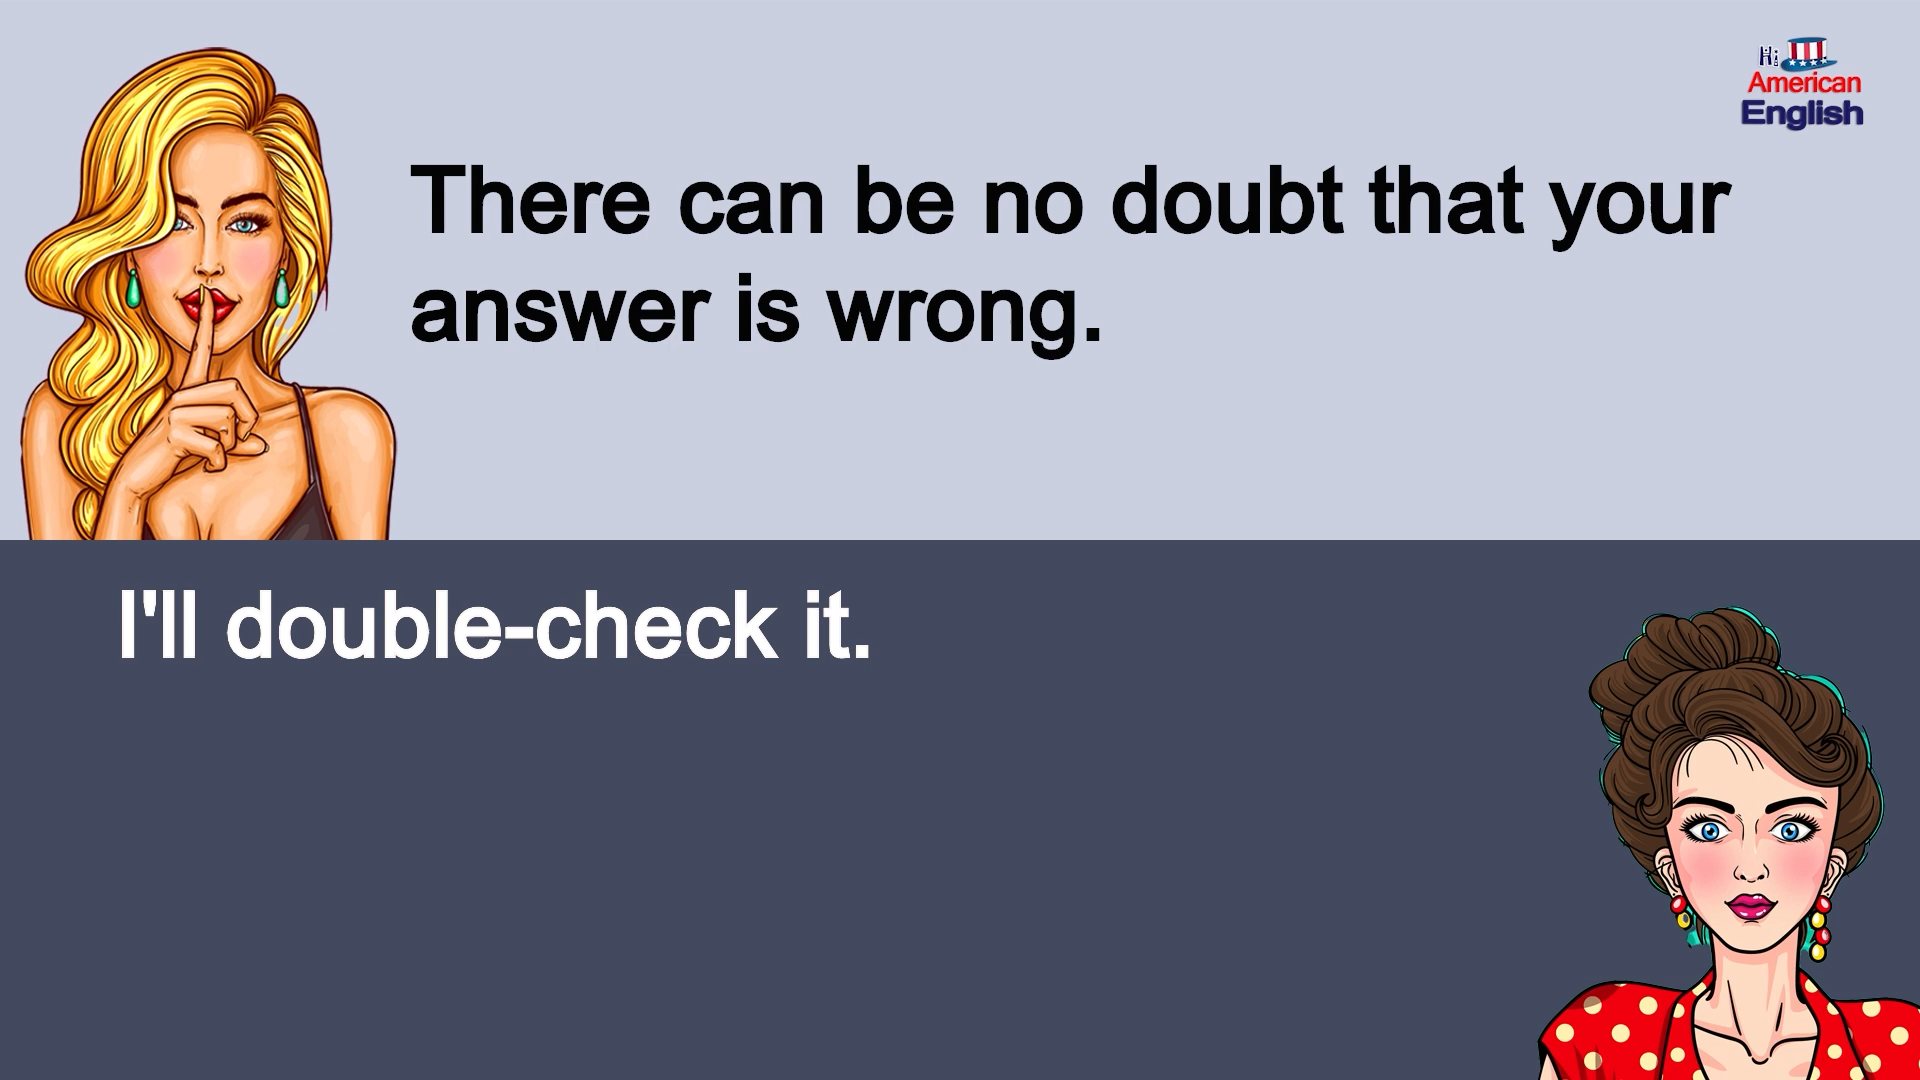 Hi
American
English
There can be no doubt that your
answer is wrong.
I'll double-check it.